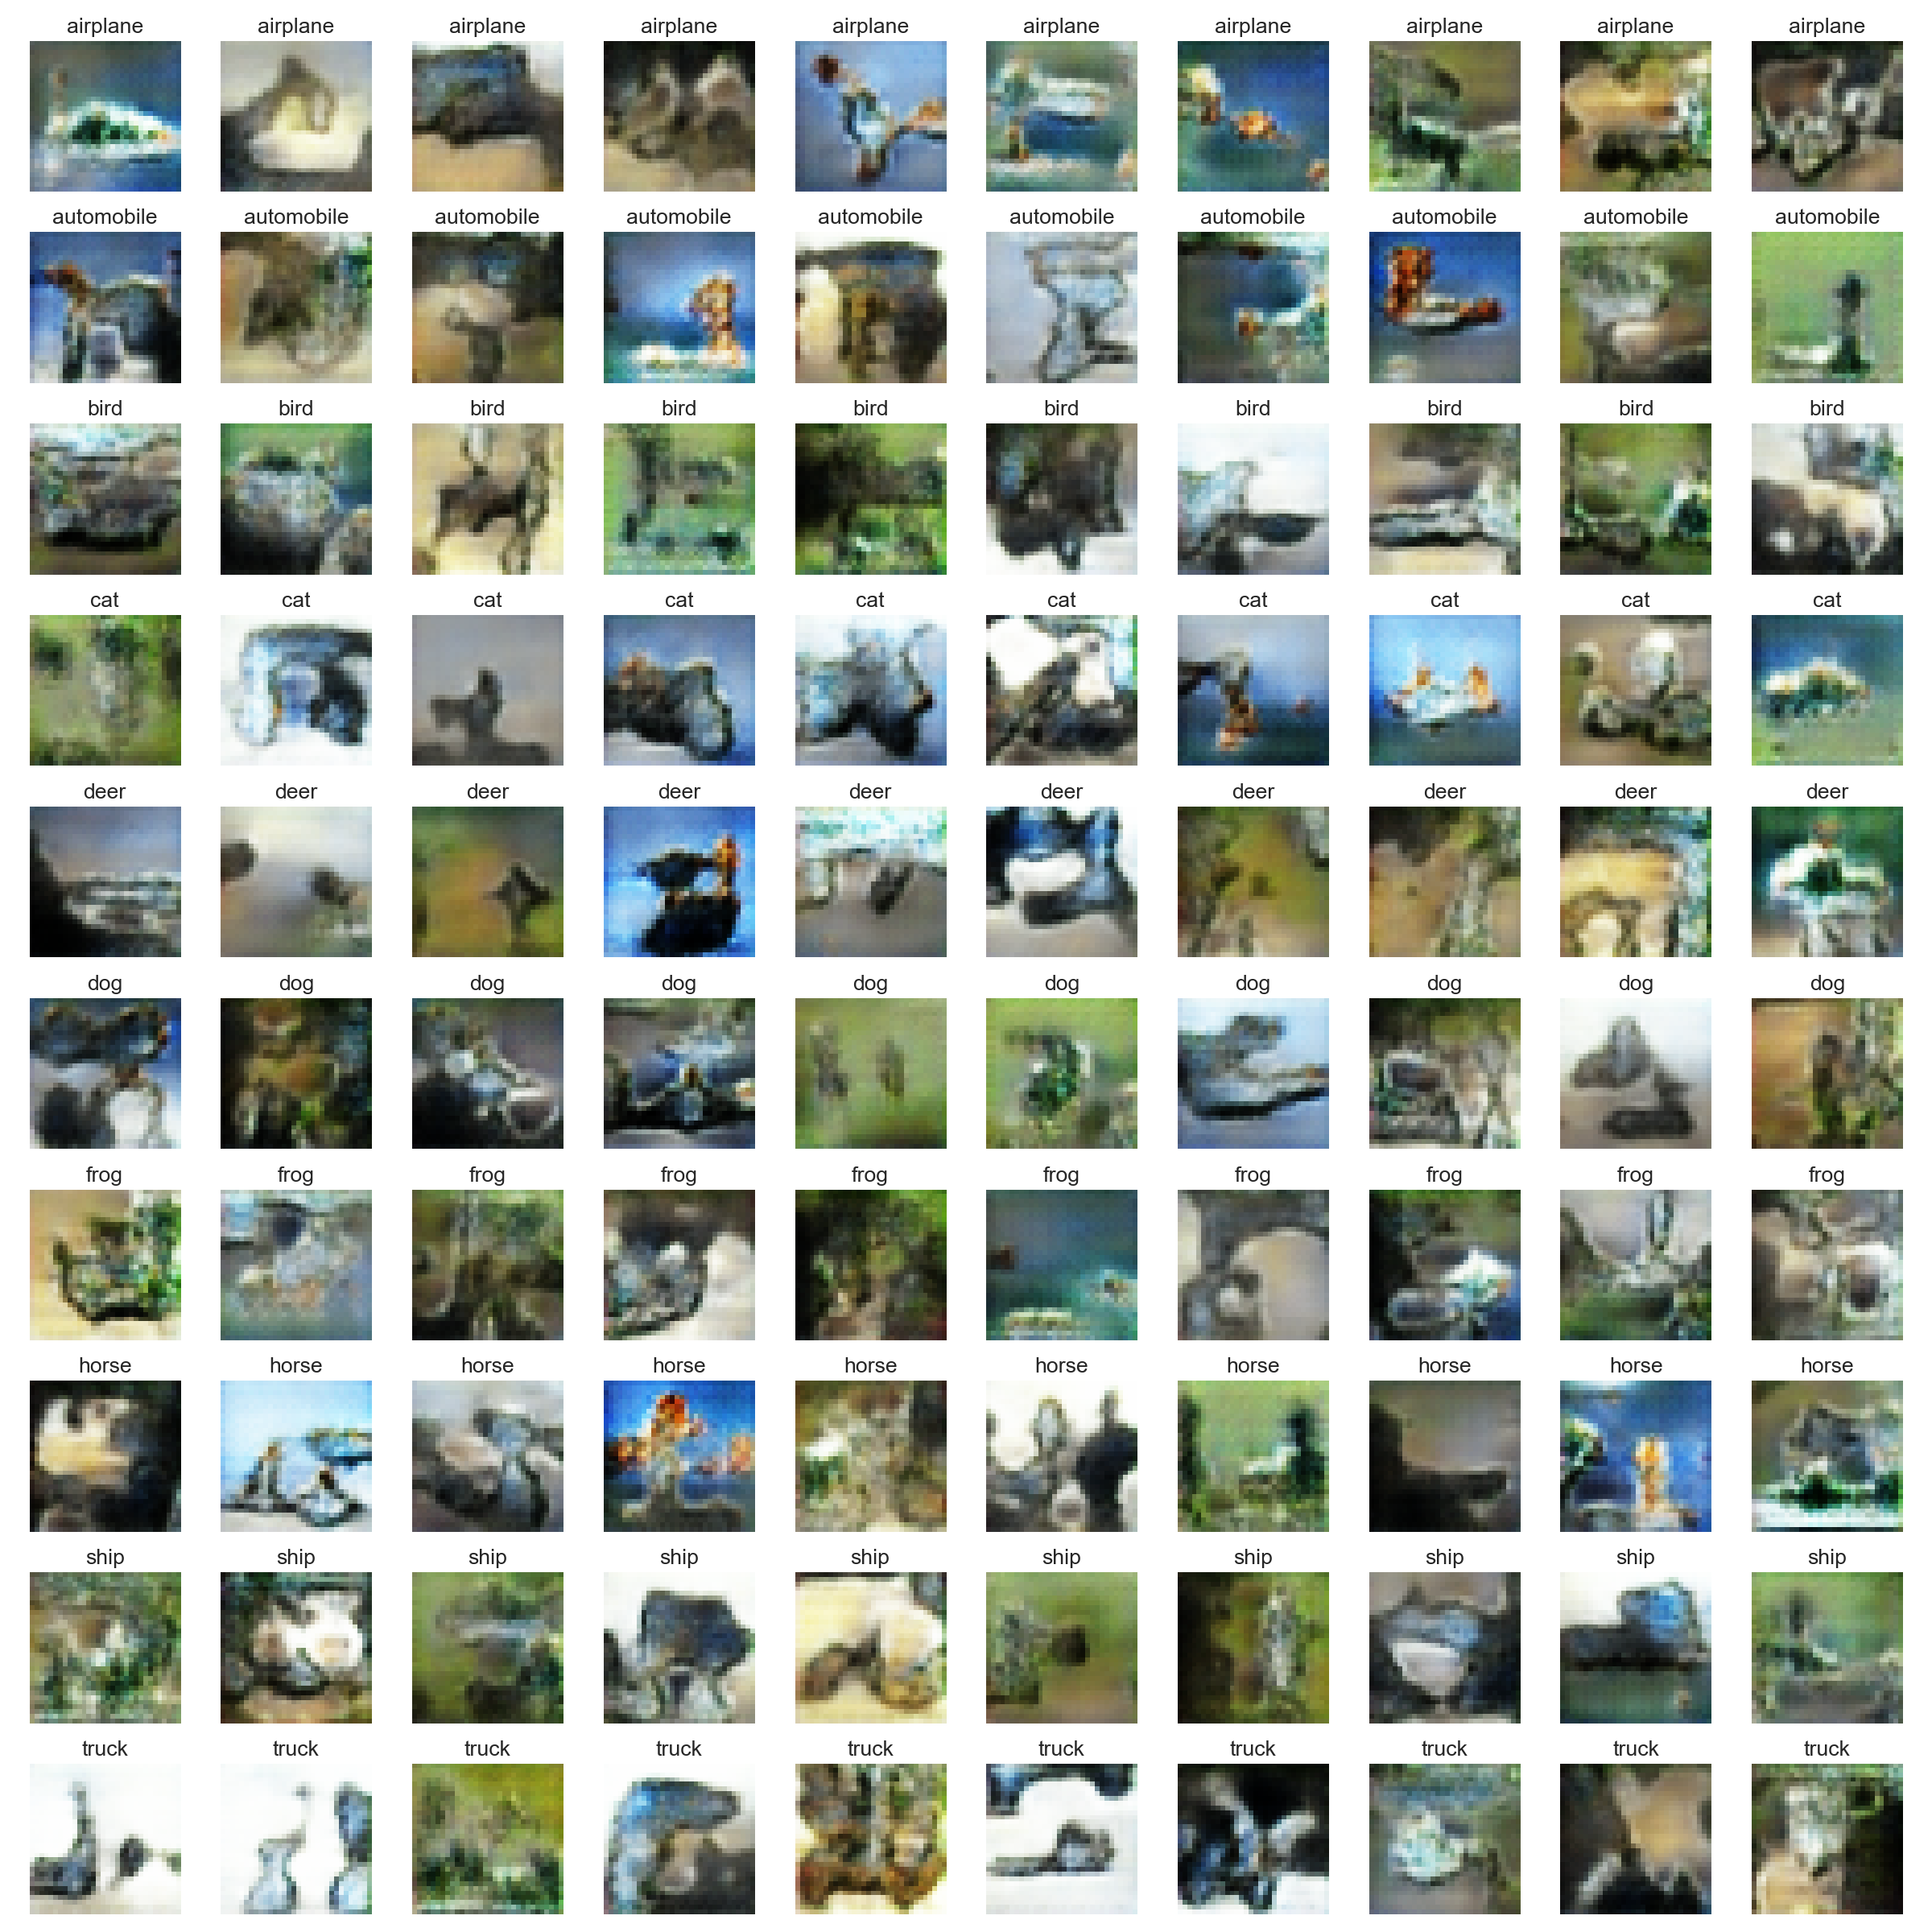 airplane airplane airplane airplane airplane airplane airplane airplane airplane airplane
automobile automobile automobile automobile automobile automobile automobile automobile automobile automobile
bird bird bird bird bird bird bird bird bird bird
cat cat cat cat cat cat cat cat cat cat
deer deer deer deer deer deer deer deer deer deer
dog dog dog dog dog dog dog dog dog dog
frog frog frog frog frog frog frog frog frog frog
horse horse horse horse horse horse horse horse horse horse
ship ship ship ship ship ship ship ship ship ship
truck truck truck truck truck truck truck truck truck truck